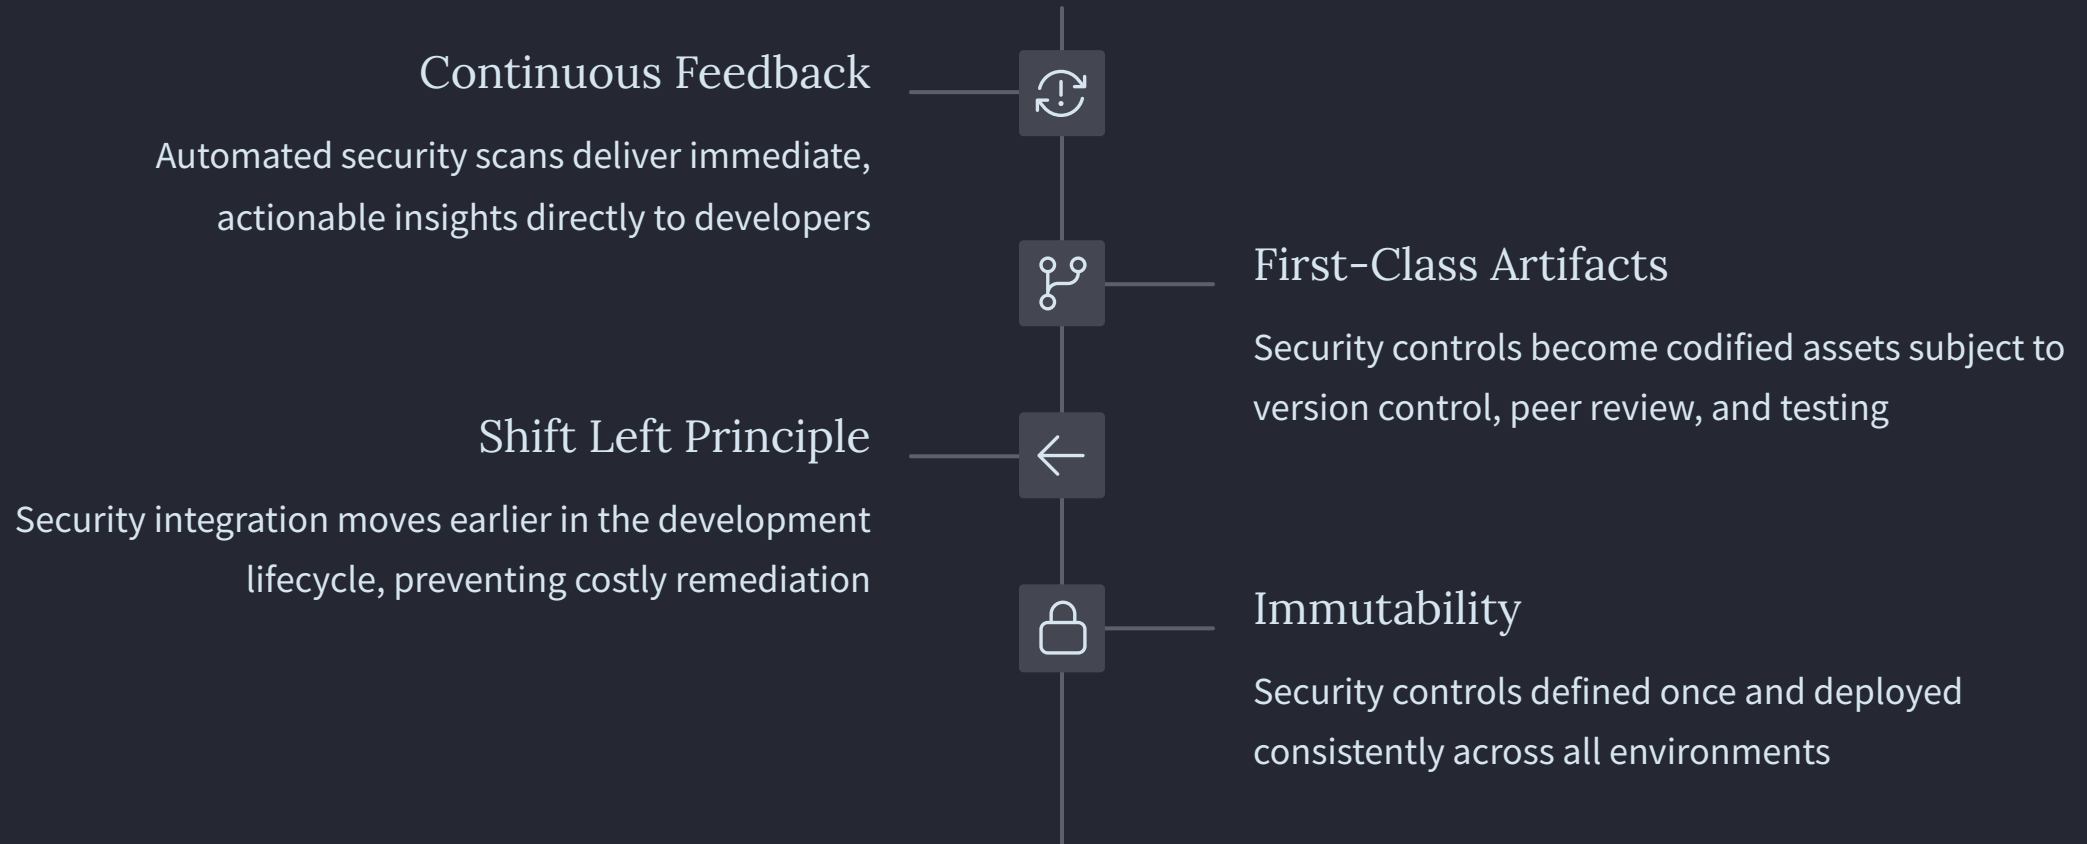 Continuous Feedback
Automated security scans deliver immediate,
actionable insights directly to developers
First-Class Artifacts
Security controls become codified assets subject to
version control, peer review, and testing
Shift Left Principle
Security integration moves earlier in the development
lifecycle, preventing costly remediation
Immutability
Security controls defined once and deployed
consistently across all environments